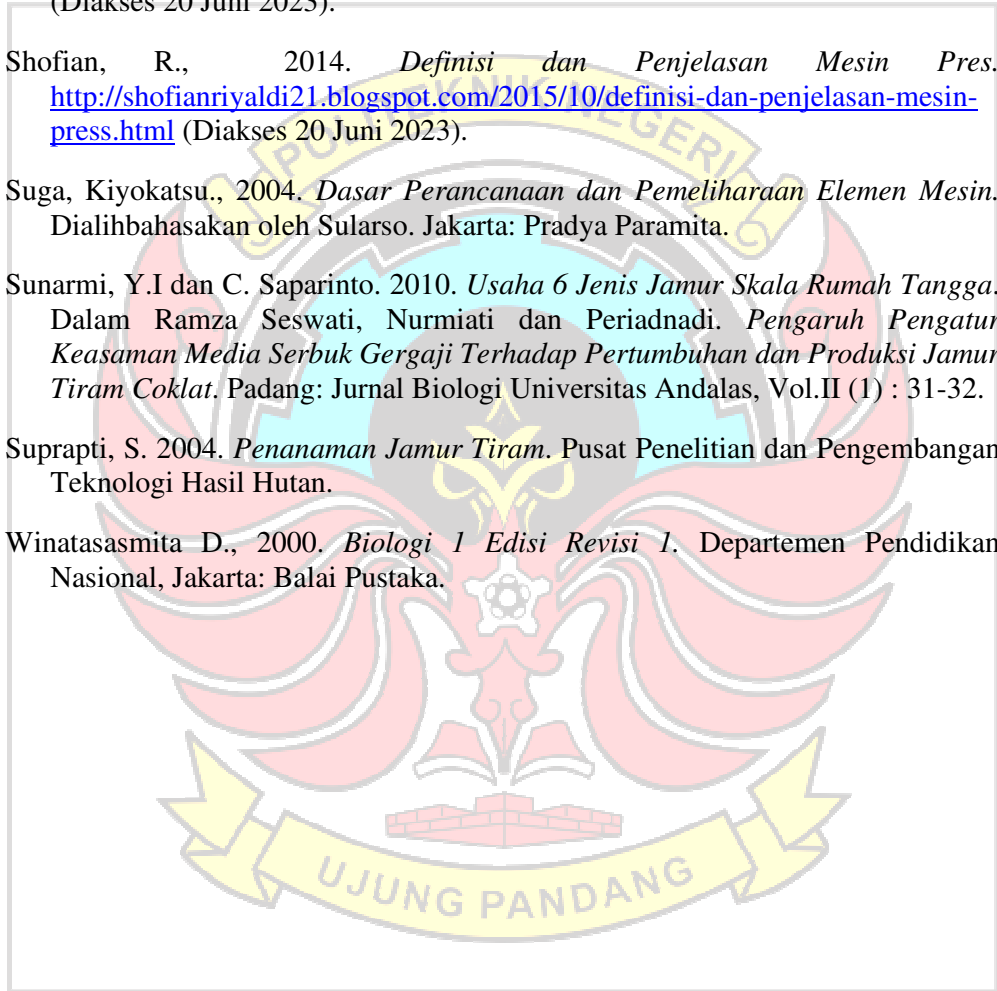 (Diakses 20 Juni 2023).
Shofian, R., 2014. Definisi dan Penjelasan Mesin Pres.
http://shofianriyaldi21.blogspot.com/2015/10/definisi-dan-penjelasan-mesin-
press.html (Diakses 20 Juni 2023).
Suga, Kiyokatsu., 2004. Dasar Perancanaan dan Pemeliharaan Elemen Mesin.
Dialihbahasakan oleh Sularso. Jakarta: Pradya Paramita.
Sunarmi, Y.I dan C. Saparinto. 2010. Usaha 6 Jenis Jamur Skala Rumah Tangga.
Dalam Ramza Seswati, Nurmiati dan Periadnadi. Pengaruh Pengatur
Keasaman Media Serbuk Gergaji Terhadap Pertumbuhan dan Produksi Jamur
Tiram Coklat. Padang: Jurnal Biologi Universitas Andalas, Vol.II (1) : 31-32.
Suprapti, S. 2004. Penanaman Jamur Tiram. Pusat Penelitian dan Pengembangan
Teknologi Hasil Hutan.
Winatasasmita D., 2000. Biologi 1 Edisi Revisi 1. Departemen Pendidikan
Nasional, Jakarta: Balai Pustaka.
POLITEKNIK NEGERI
UJUNG PANDANG